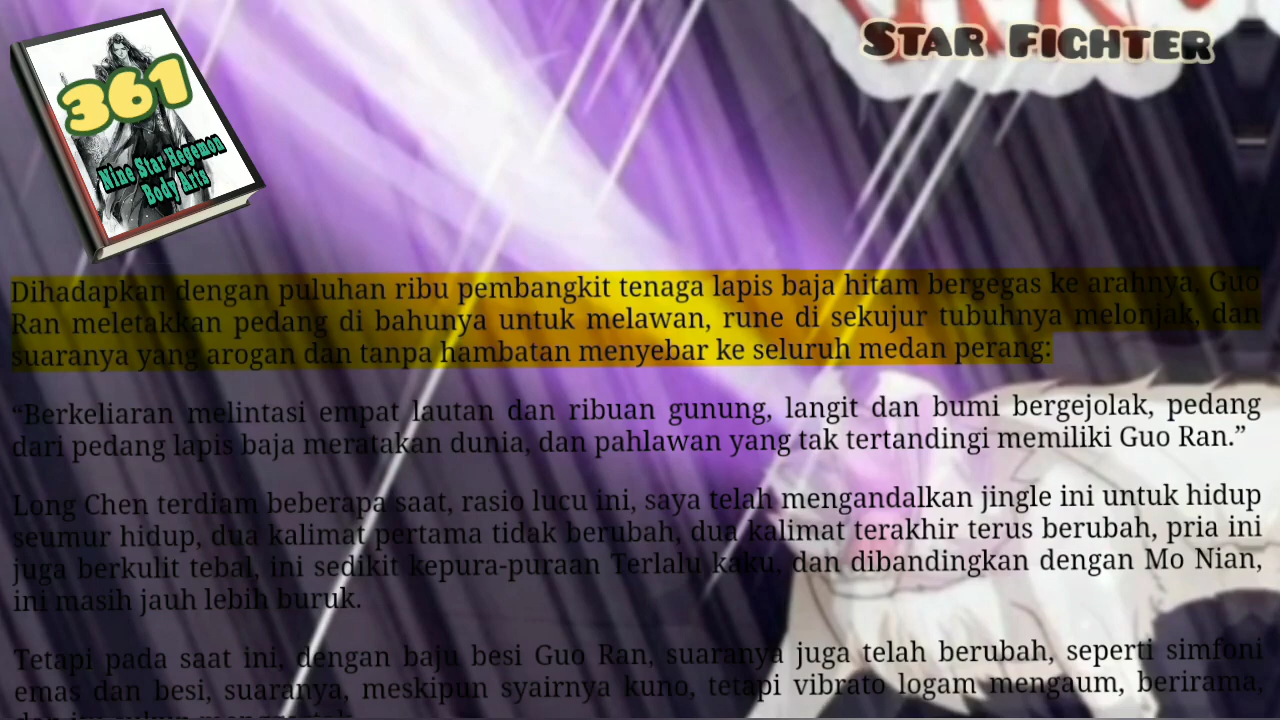 STAR FIGHTER
361
Nine Star Hegemon
Body Arts
Dihadapkan dengan puluhan ribu pembangkit tenaga lapis baja hitam bergegas ke arahnya, Guo
Ran meletakkan pedang di bahunya untuk melawan, rune di sekujur tubuhnya melonjak, dan
suaranya yang arogan dan tanpa hambatan menyebar ke seluruh medan perang:
“Berkeliaran melintasi empat lautan dan ribuan gunung, langit dan bumi bergejolak, pedang
dari pedang lapis baja meratakan dunia, dan pahlawan yang tak tertandingi memiliki Guo Ran.”
Long Chen terdiam beberapa saat, rasio lucu ini, saya telah mengandalkan jingle ini untuk hidup
seumur hidup, dua kalimat pertama tidak berubah, dua kalimat terakhir terus berubah, pria ini
juga berkulit tebal, ini sedikit kepura-puraan Terlalu kaku, dan dibandingkan dengan Mo Nian,
ini masih jauh lebih buruk.
Tetapi pada saat ini, dengan baju besi Guo Ran, suaranya juga telah berubah, seperti simfoni
emas dan besi, suaranya, meskipun syairnya kuno, tetapi vibrato logam mengaum, berirama,